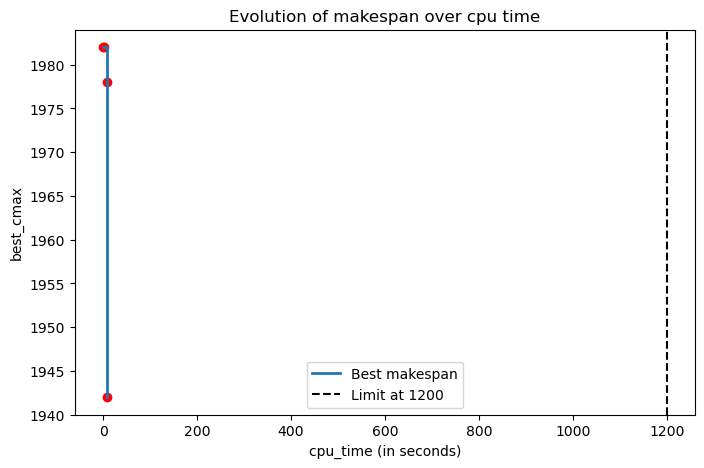 Evolution of makespan over cpu time
best_cmax
1980
1975
1970
1965
1960
1955
1950
1945
1940
Best makespan
Limit at 1200
0 200 400 600 800 1000 1200
cpu_time (in seconds)